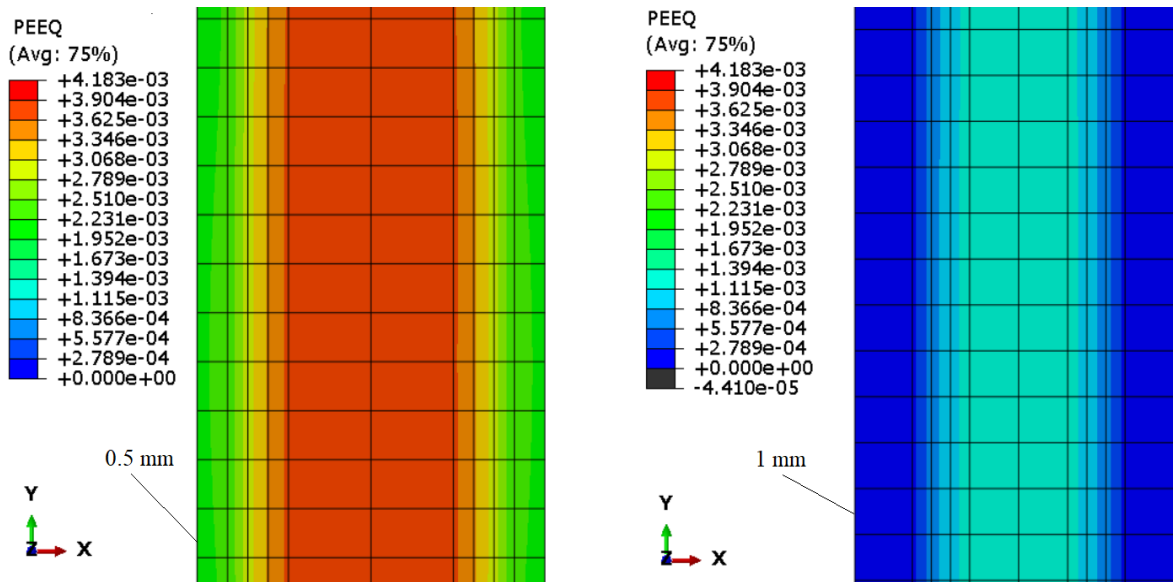 PEEQ
(Avg: 75%)
+4.183e-03
+3.904e-03
+3.625e-03
+3.346e-03
+3.068e-03
+2.789e-03
+2.510e-03
+2.231e-03
+1.952e-03
+1.673e-03
+1.394e-03
+1.115e-03
+8.366e-04
+5.577e-04
+2.789e-04
+0.000e+00
0.5 mm
Y
Z X
PEEQ
(Avg: 75%)
+4.183e-03
+3.904e-03
+3.625e-03
+3.346e-03
+3.068e-03
+2.789e-03
+2.510e-03
+2.231e-03
+1.952e-03
+1.673e-03
+1.394e-03
+1.115e-03
+8.366e-04
+5.577e-04
+2.789e-04
+0.000e+00
-4.410e-05
1 mm
Y
Z X